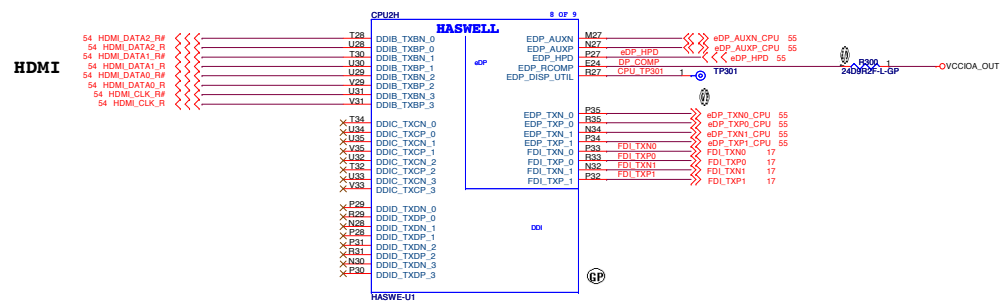 CPU2H 8 OF 9
HASWELL
HDMI
54 HDMI_DATA2_R# T28 DDIB_TXBN_0
54 HDMI_DATA2_R U28 DDIB_TXBP_0
54 HDMI_DATA1_R# T30 DDIB_TXBN_1
54 HDMI_DATA1_R U30 DDIB_TXBP_1
54 HDMI_DATA0_R# U29 DDIB_TXBN_2
54 HDMI_DATA0_R V29 DDIB_TXBP_2
54 HDMI_CLK_R# U31 DDIB_TXBN_3
54 HDMI_CLK_R V31 DDIB_TXBP_3
T34 DDIC_TXCN_0
U34 DDIC_TXCP_0
U35 DDIC_TXCN_1
V35 DDIC_TXCP_1
U32 DDIC_TXCN_2
T32 DDIC_TXCP_2
U33 DDIC_TXCN_3
V33 DDIC_TXCP_3
P29 DDID_TXDN_0
R29 DDID_TXDP_0
N28 DDID_TXDN_1
P28 DDID_TXDP_1
P31 DDID_TXDN_2
R31 DDID_TXDP_2
N30 DDID_TXDN_3
P30 DDID_TXDP_3
eDP
EDP_AUXN M27 eDP_AUXN_CPU 55
EDP_AUXP N27 eDP_AUXP_CPU 55
EDP_HPD P27 eDP_HPD eDP_HPD 55
EDP_RCOMP E24 DP_COMP R300 1 VCCIOA_OUT
24D9R2F-L-GP
EDP_DISP_UTIL R27 CPU_TP301 1 TP301
EDP_TXN_0 P35 eDP_TXN0_CPU 55
EDP_TXP_0 R35 eDP_TXP0_CPU 55
EDP_TXN_1 N34 eDP_TXN1_CPU 55
EDP_TXP_1 P34 eDP_TXP1_CPU 55
FDI_TXN_0 P33 FDI_TXN0 FDI_TXN0 17
FDI_TXP_0 R33 FDI_TXP0 FDI_TXP0 17
FDI_TXN_1 N32 FDI_TXN1 FDI_TXN1 17
FDI_TXP_1 P32 FDI_TXP1 FDI_TXP1 17
DDI
GP
HASWE-U1